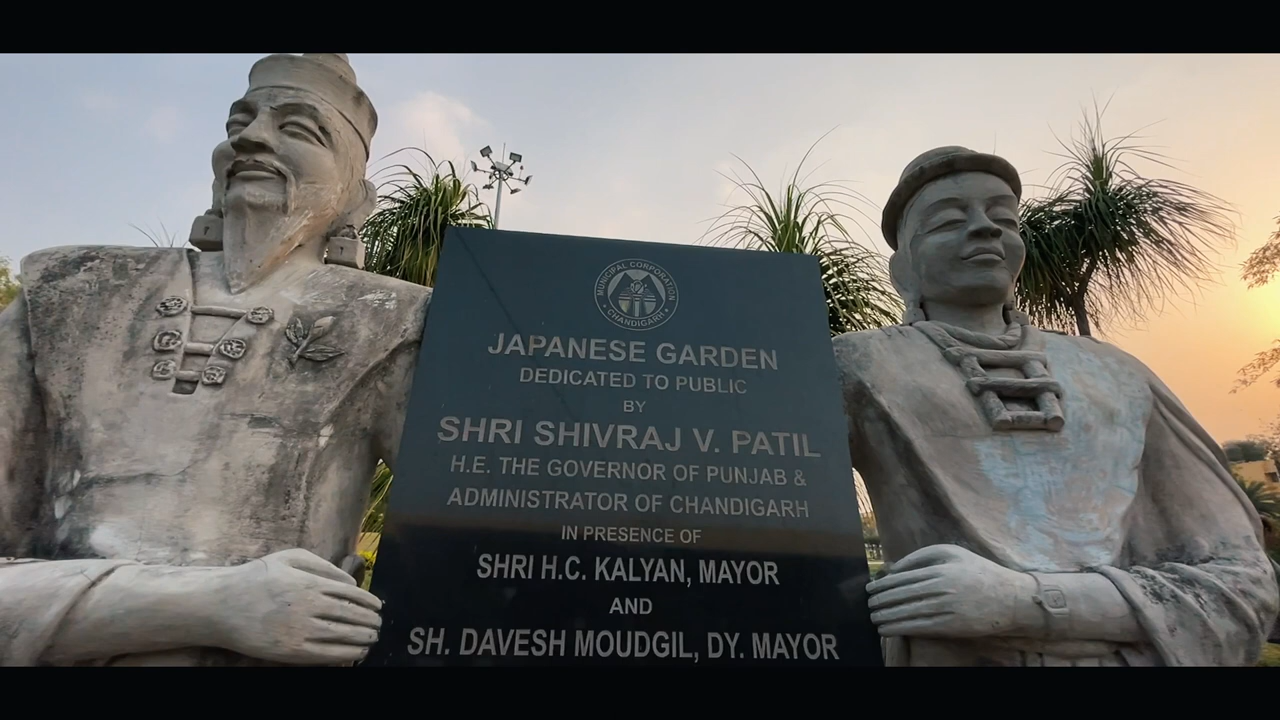 MUNICIPAL CORPORATION
CHANDIGARH
JAPANESE GARDEN
DEDICATED TO PUBLIC
BY
SHRI SHIVRAJ V. PATIL
H.E. THE GOVERNOR OF PUNJAB &
ADMINISTRATOR OF CHANDIGARH
IN PRESENCE OF
SHRI H.C. KALYAN, MAYOR
AND
SH. DAVESH MOUDGIL, DY. MAYOR